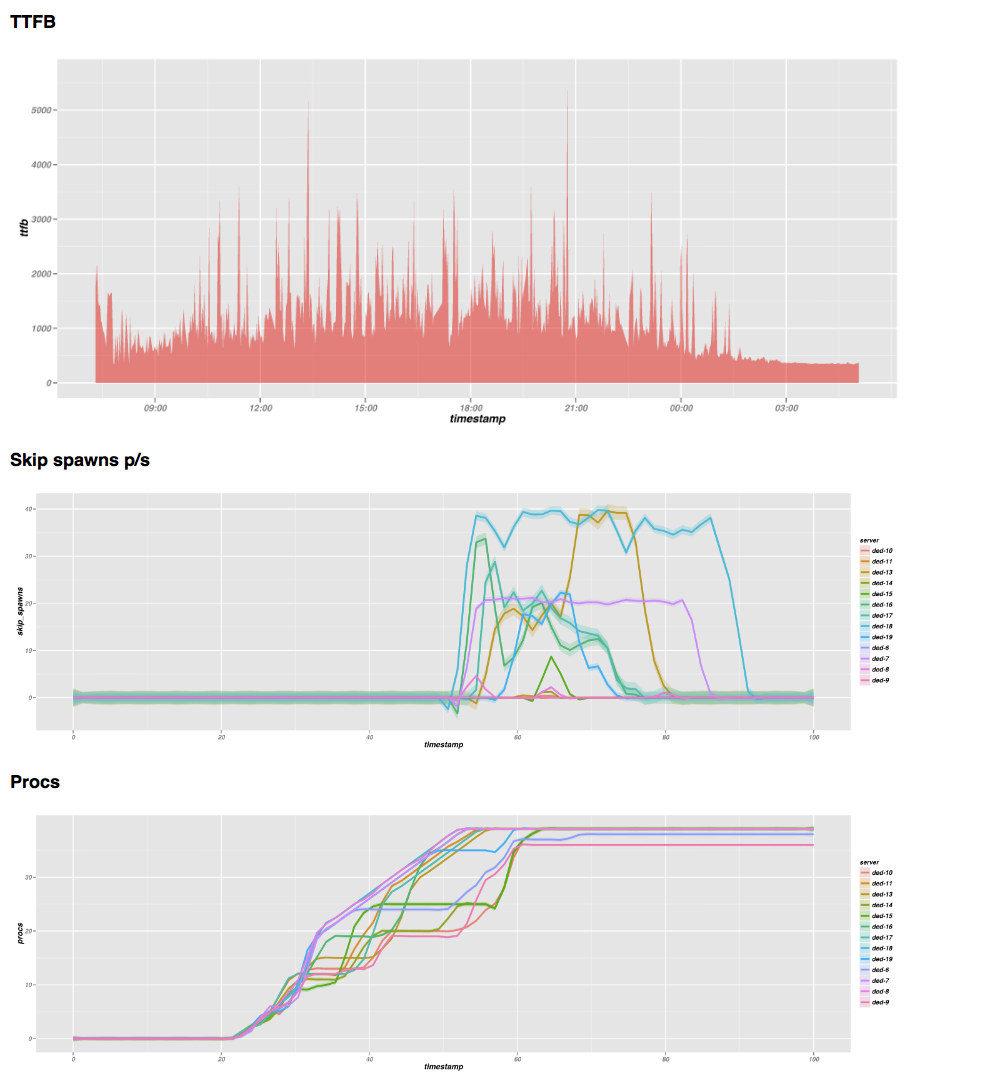 TTFB
5000
4000
3000
2000
1000
0
ttfb
09:00 12:00 15:00 18:00 21:00 00:00 03:00
timestamp
Skip spawns p/s
40
30
20
10
0
skip_spawns
0 20 40 60 80 100
timestamp
server
ded-10
ded-11
ded-13
ded-14
ded-15
ded-16
ded-17
ded-18
ded-19
ded-6
ded-7
ded-8
ded-9
Procs
30
20
10
0
procs
0 20 40 60 80 100
timestamp
server
ded-10
ded-11
ded-13
ded-14
ded-15
ded-16
ded-17
ded-18
ded-19
ded-6
ded-7
ded-8
ded-9